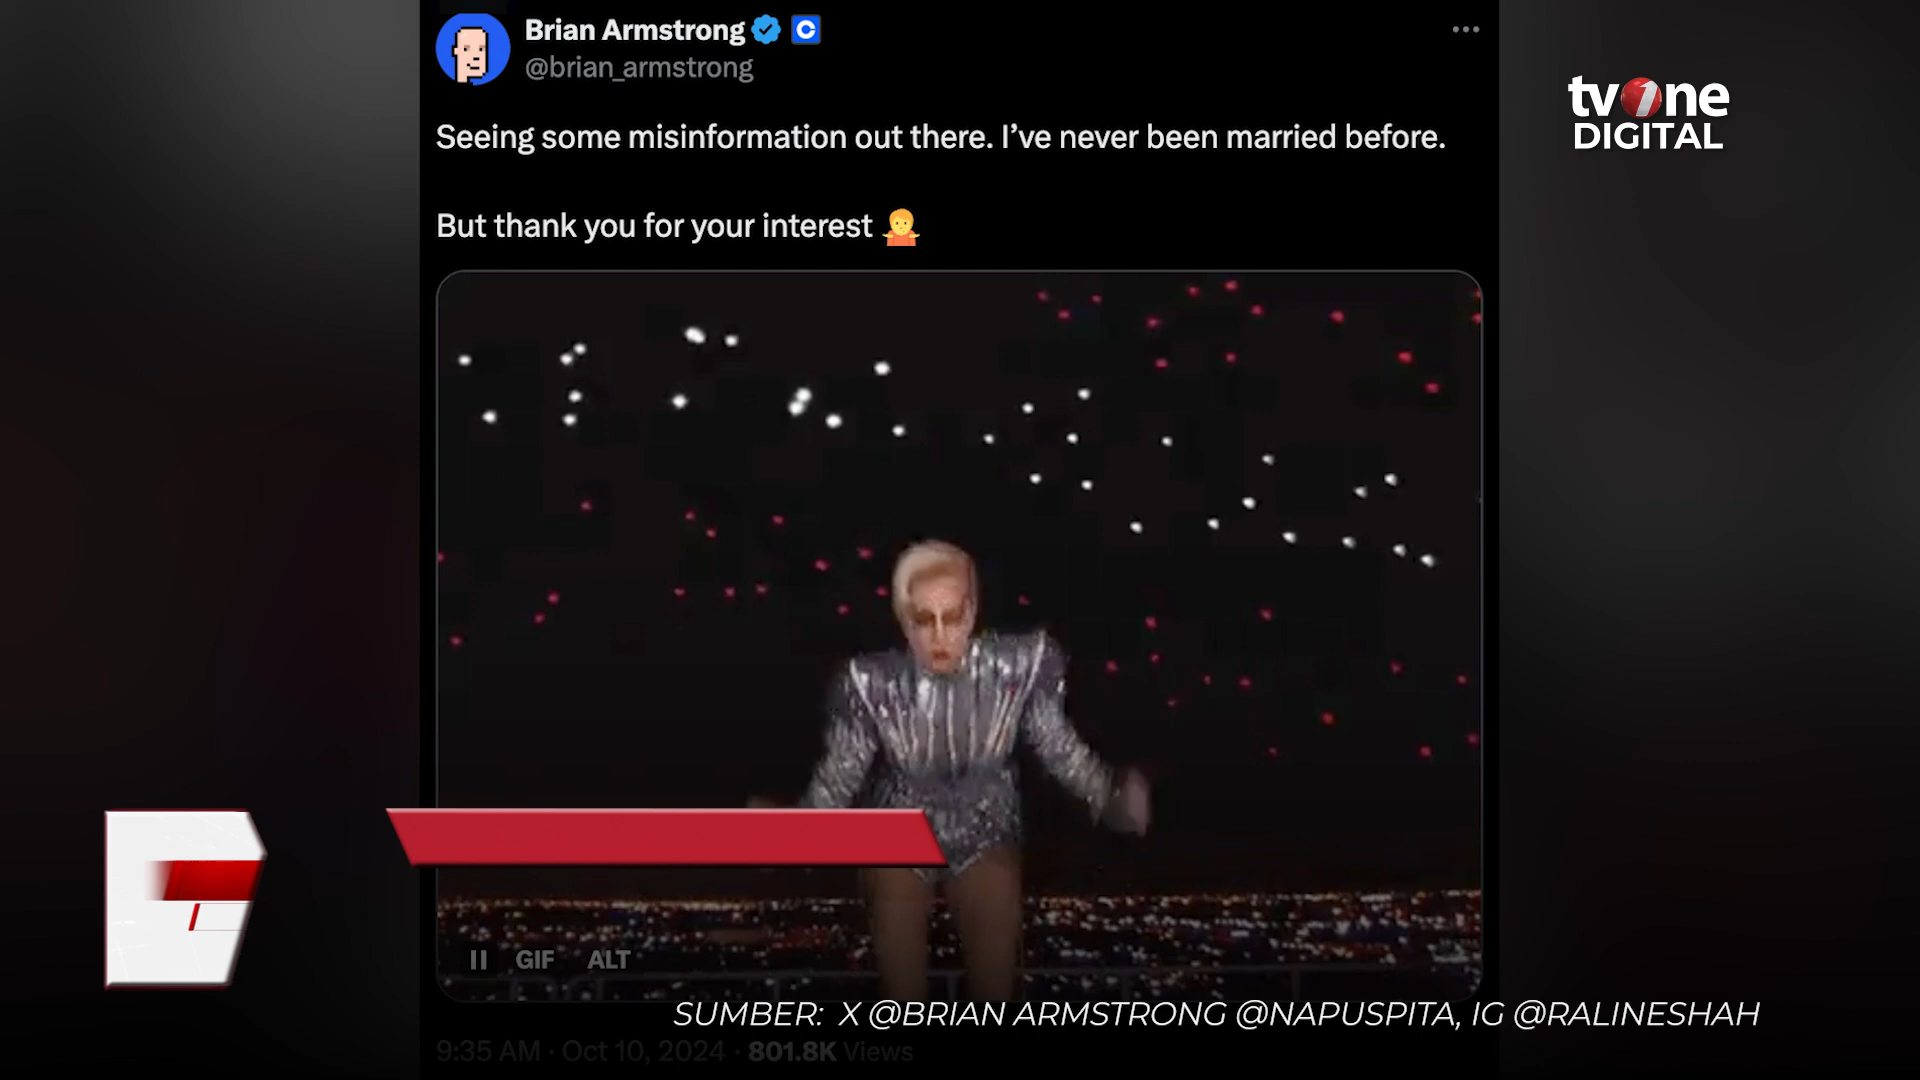 Brian Armstrong
@brian_armstrong
tvOne
DIGITAL
Seeing some misinformation out there. I’ve never been married before.
But thank you for your interest 🤷
GIF ALT
SUMBER: X @BRIAN ARMSTRONG @NAPUSPITA, IG @RALINESHAH
9:35 AM · Oct 10, 2024 · 801.8K Views